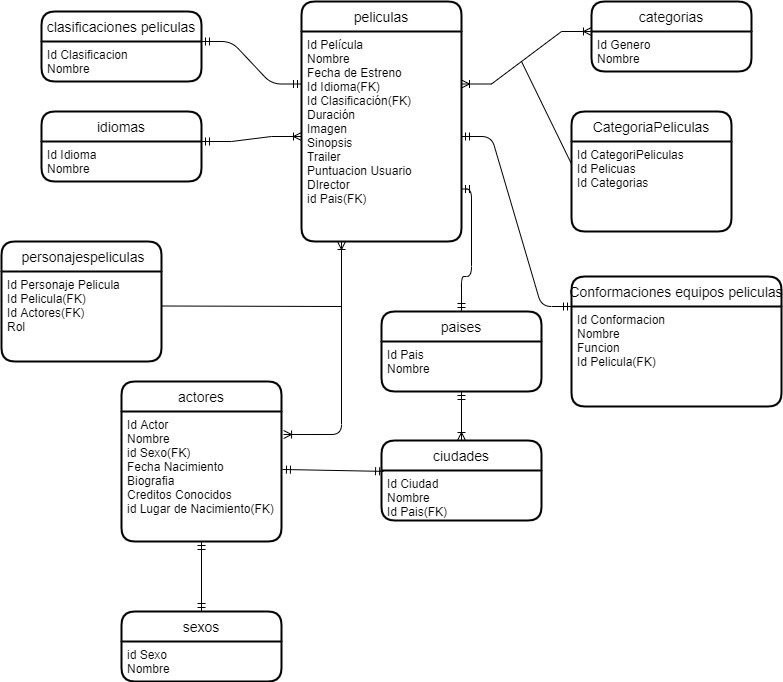 clasificaciones peliculas
Id Clasificacion
Nombre
idiomas
Id Idioma
Nombre
peliculas
Id Película
Nombre
Fecha de Estreno
Id Idioma(FK)
Id Clasificación(FK)
Duración
Imagen
Sinopsis
Trailer
Puntuacion Usuario
DIrector
id Pais(FK)
categorias
Id Genero
Nombre
CategoriaPeliculas
Id CategoriPeliculas
Id Pelicuas
Id Categorias
personajespeliculas
Id Personaje Pelicula
Id Pelicula(FK)
Id Actores(FK)
Rol
paises
Id Pais
Nombre
Conformaciones equipos peliculas
Id Conformacion
Nombre
Funcion
Id Pelicula(FK)
actores
Id Actor
Nombre
id Sexo(FK)
Fecha Nacimiento
Biografia
Creditos Conocidos
id Lugar de Nacimiento(FK)
ciudades
Id Ciudad
Nombre
Id Pais(FK)
sexos
id Sexo
Nombre